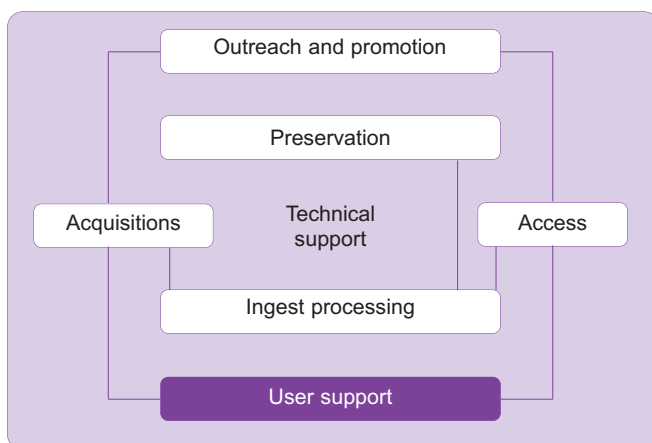 Outreach and promotion
Preservation
Acquisitions
Technical
support
Access
Ingest processing
User support